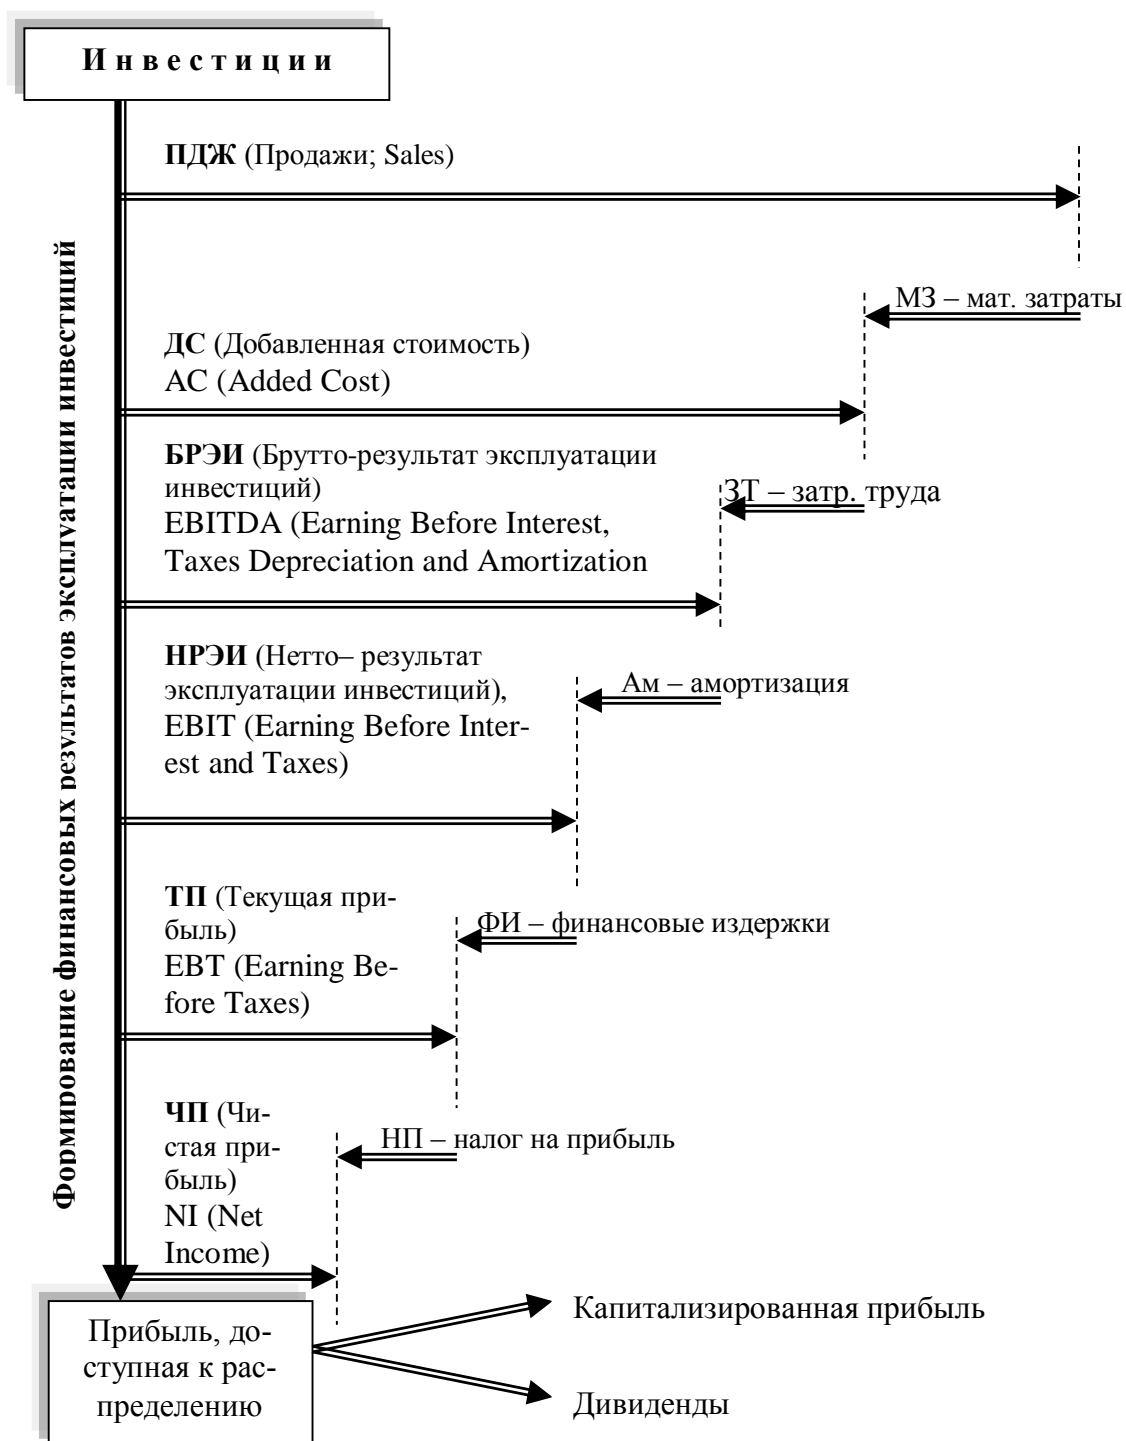 И н в е с т и ц и и
ПДЖ (Продажи; Sales)
МЗ – мат. затраты
ДС (Добавленная стоимость)
AC (Added Cost)
БРЭИ (Брутто-результат эксплуатации
инвестиций)
EBITDA (Earning Before Interest,
Taxes Depreciation and Amortization
ЗТ – затр. труда
НРЭИ (Нетто– результат
эксплуатации инвестиций),
EBIT (Earning Before Inter-
est and Taxes)
Ам – амортизация
ТП (Текущая при-
быль)
EBT (Earning Be-
fore Taxes)
ФИ – финансовые издержки
ЧП (Чи-
стая при-
быль)
NI (Net
Income)
НП – налог на прибыль
Формирование финансовых результатов эксплуатации инвестиций
Прибыль, до-
ступная к рас-
пределению
Капитализированная прибыль
Дивиденды